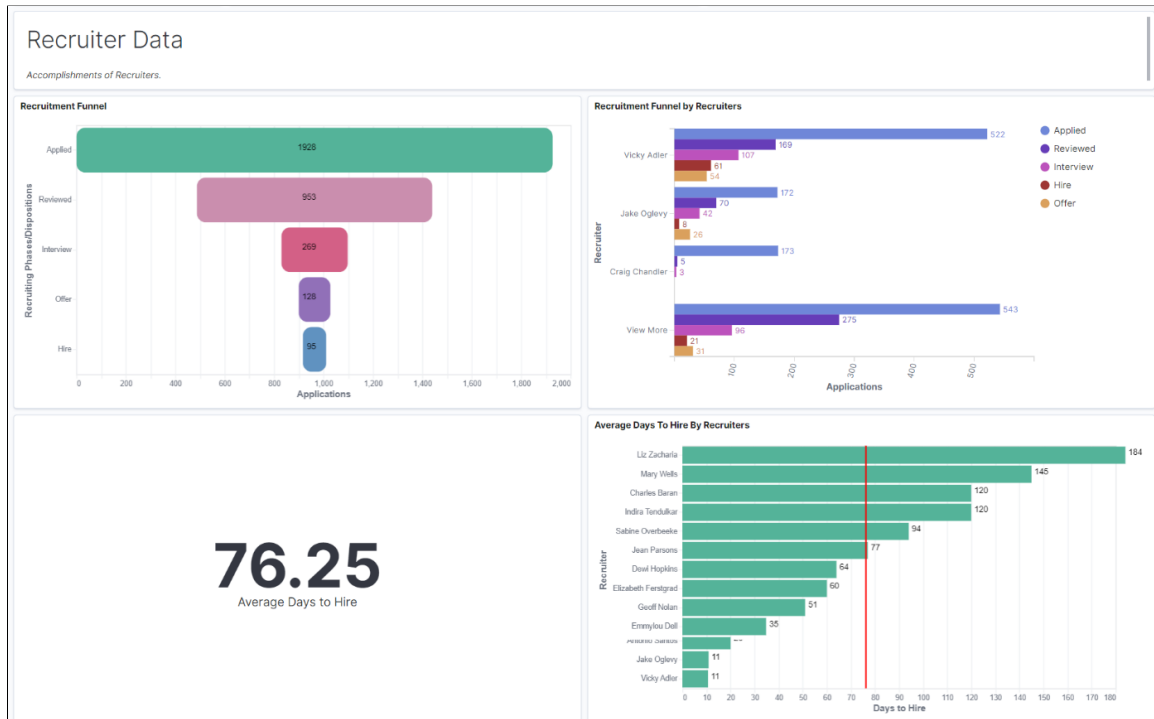 Recruiter Data
Accomplishments of Recruiters.
Recruitment Funnel
Recruiting Phases/Dispositions
Applied
1928
Reviewed
953
Interview
269
Offer
128
Hire
95
0 200 400 600 800 1,000 1,200 1,400 1,600 1,800 2,000
Applications
Recruitment Funnel by Recruiters
Recruiter
Vicky Adler
522
169
107
61
54
Jake Oglevy
172
70
42
8
26
Craig Chandler
173
5
3
View More
543
275
96
21
31
100 200 300 400 500
Applications
Applied
Reviewed
Interview
Hire
Offer
76.25
Average Days to Hire
Average Days To Hire By Recruiters
Recruiter
Liz Zacharia 184
Mary Wells 145
Charles Baran 120
Indira Tendulkar 120
Sabine Overbeeke 94
Jean Parsons 77
Dewi Hopkins 64
Elizabeth Ferstgrad 60
Geoff Nolan 51
Emmylou Dell 35
Antonio Santos
Jake Oglevy 11
Vicky Adler 11
0 10 20 30 40 50 60 70 80 90 100 110 120 130 140 150 160 170 180
Days to Hire